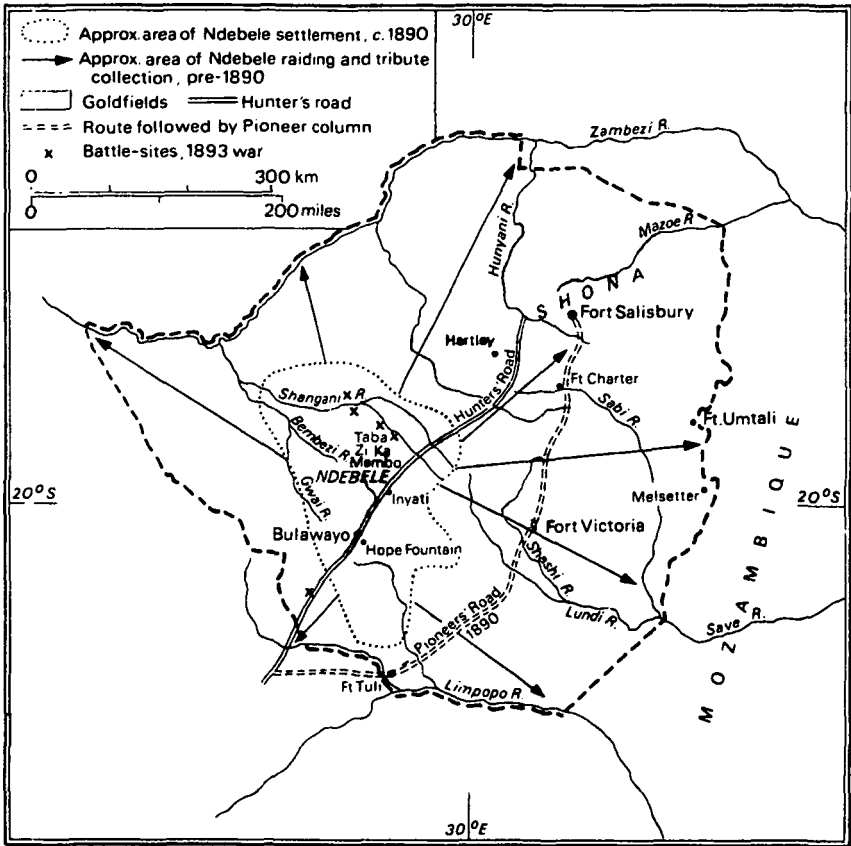 Approx. area of Ndebele settlement, c. 1890
Approx. area of Ndebele raiding and tribute
collection, pre-1890
Goldfields
Hunter's road
Route followed by Pioneer column
x Battle-sites, 1893 war
0 300 km
0 200 miles
30°E
Zambezi R.
Hunyani R.
Mazoe R
SHONA
Fort Salisbury
Hartley
Hunters' Road
Ft Charter
Shangani R.
Sabi R.
Bembezi R.
Taba
Zi Ka
Mambo
Ft. Umtali
NDEBELE
Gwai R.
Inyati
Melsetter
20°S
20°S
Bulawayo
Fort Victoria
Hope Fountain
Shashi R.
Lundi R.
Save R.
MOZAMBIQUE
Pioneers' Road
1890
Ft Tuli
Limpopo R.
30°E